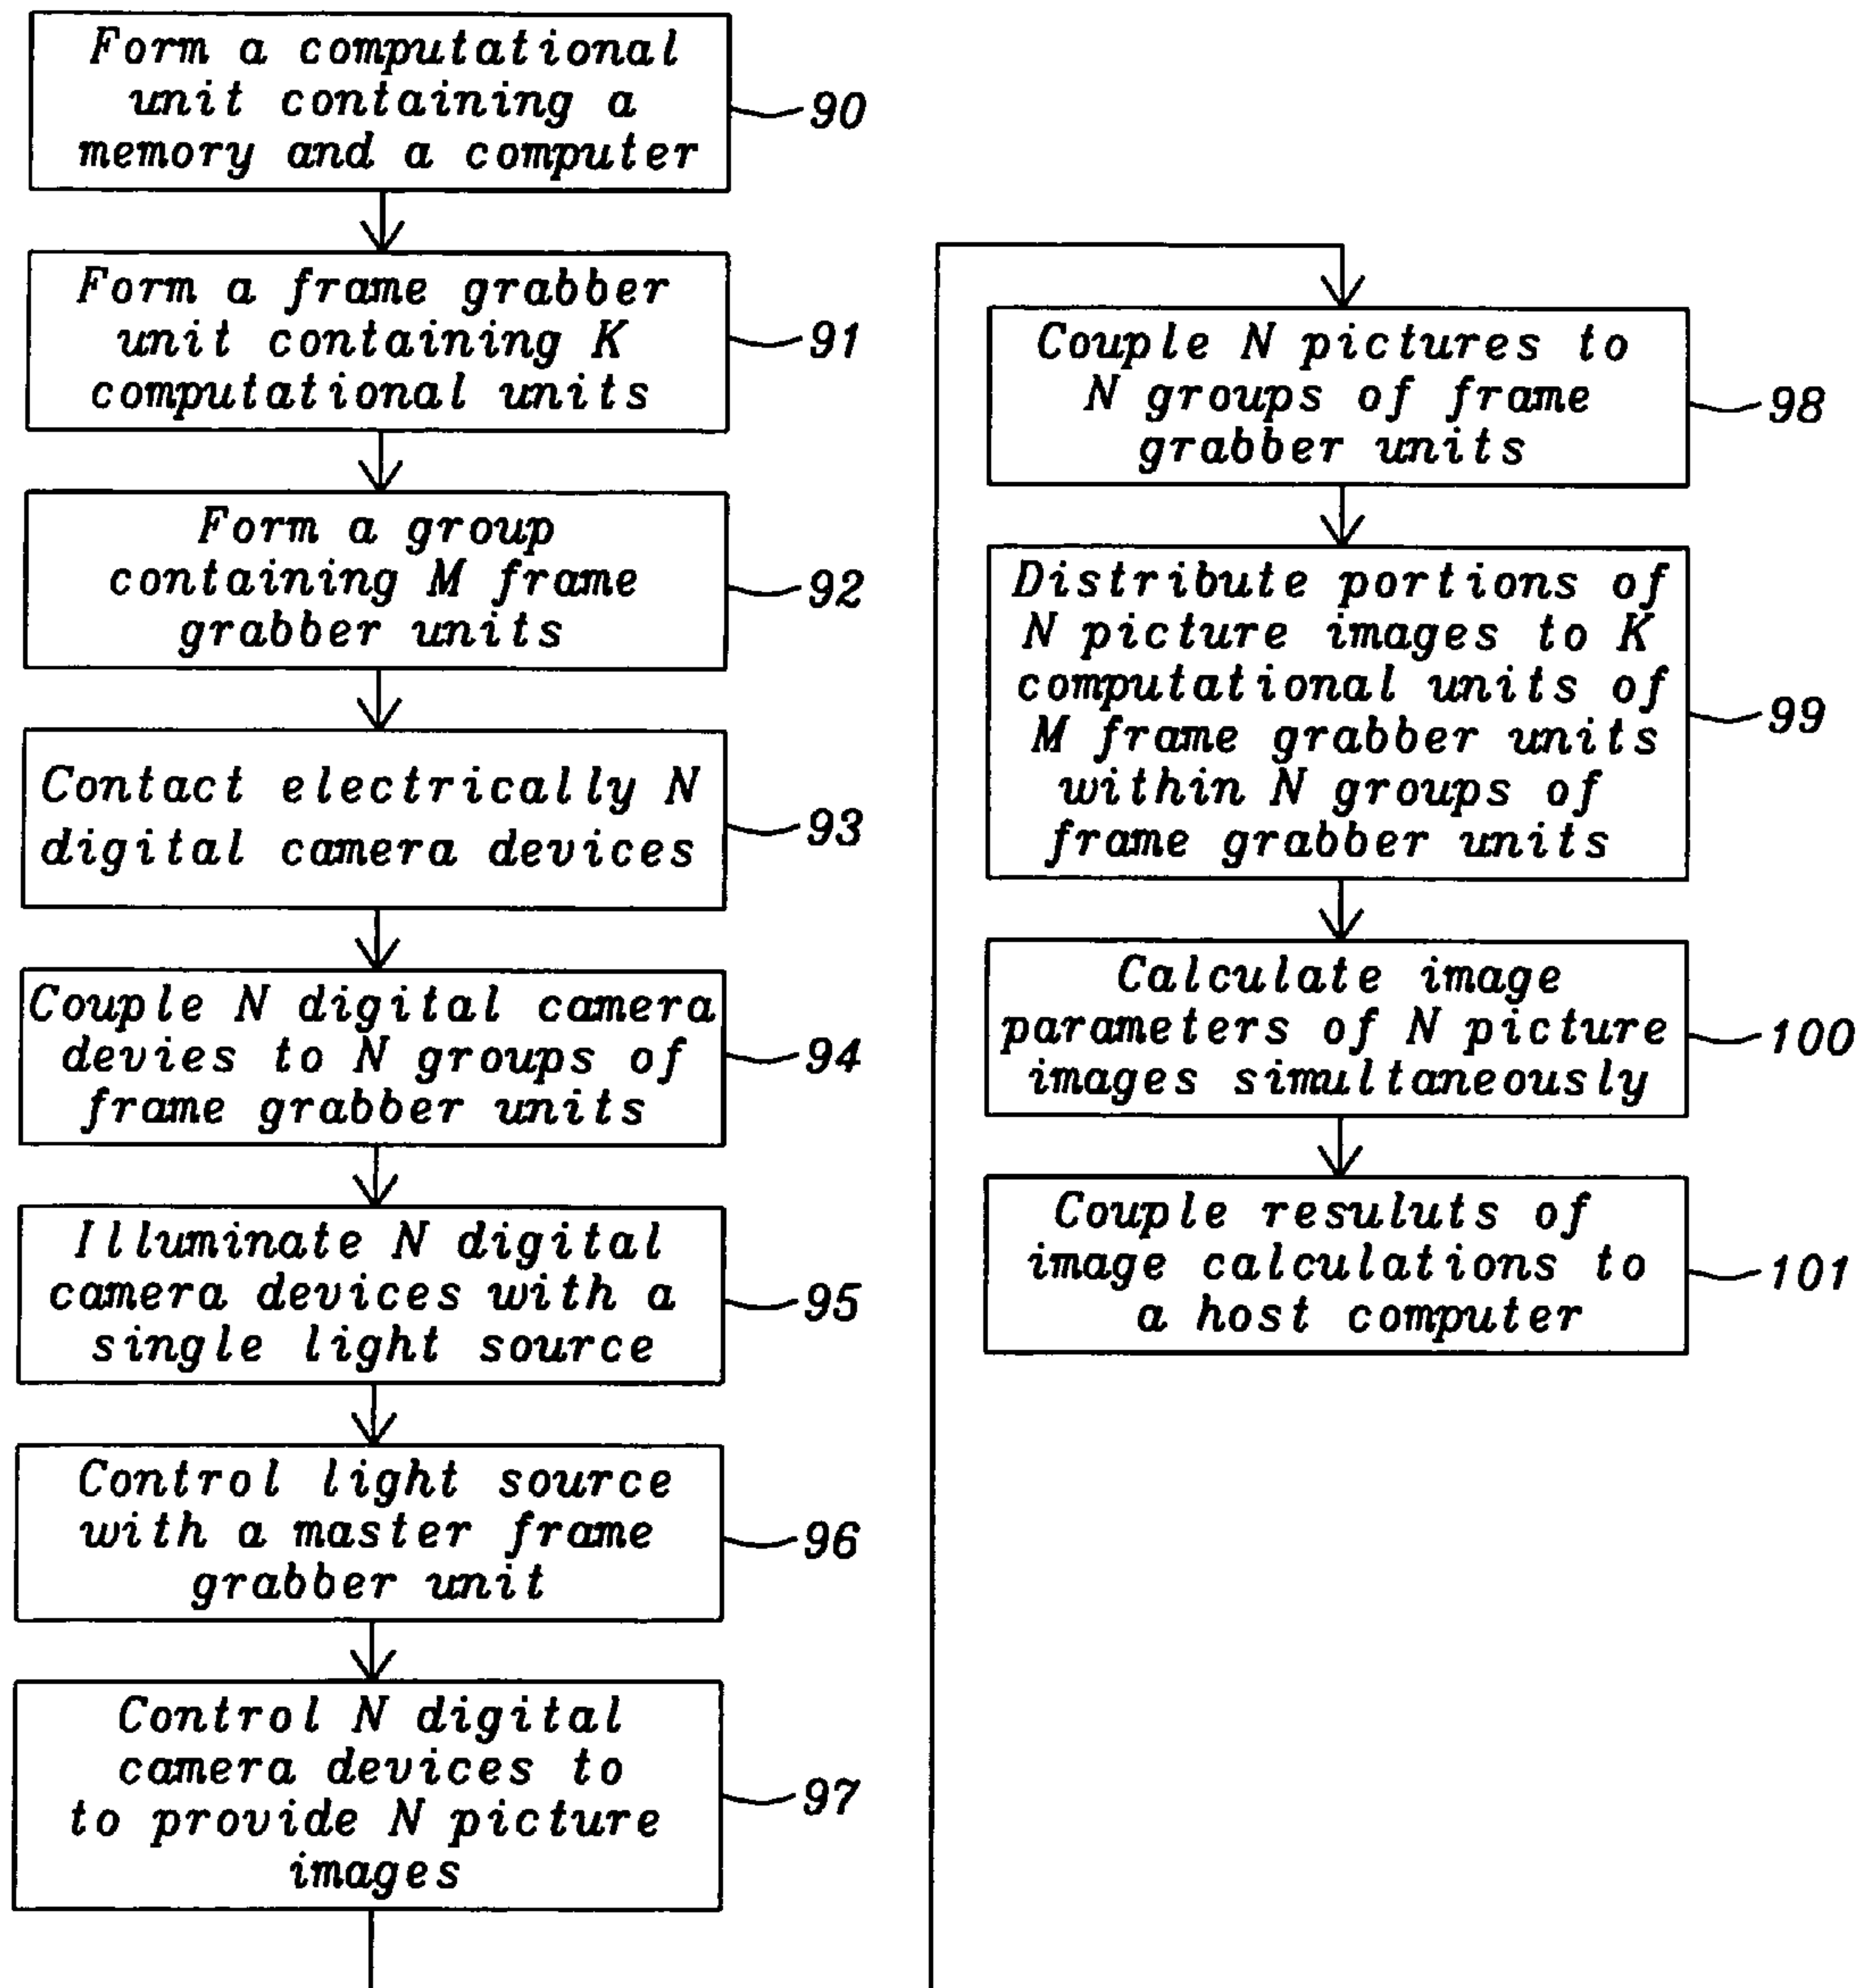 Form a computational
unit containing a
memory and a computer
90
Form a frame grabber
unit containing K
computational units
91
Form a group
containing M frame
grabber units
92
Contact electrically N
digital camera devices
93
Couple N digital camera
devies to N groups of
frame grabber units
94
Illuminate N digital
camera devices with a
single light source
95
Control light source
with a master frame
grabber unit
96
Control N digital
camera devices to
to provide N picture
images
97
Couple N pictures to
N groups of frame
grabber units
98
Distribute portions of
N picture images to K
computational units of
M frame grabber units
within N groups of
frame grabber units
99
Calculate image
parameters of N picture
images simultaneously
100
Couple resuluts of
image calculations to
a host computer
101